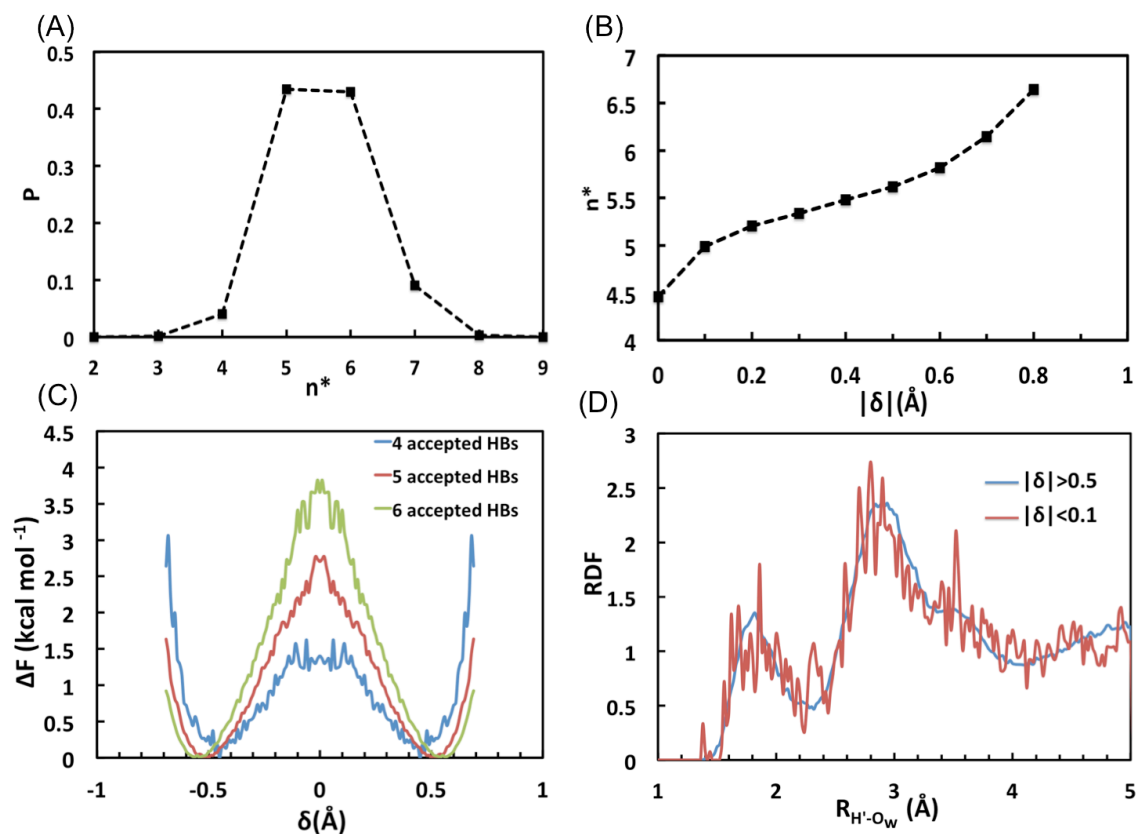 (A)
0.5
0.4
0.3
0.2
0.1
0
P
2 3 4 5 6 7 8 9
n*
(B)
7
6.5
6
5.5
5
4.5
4
n*
0 0.2 0.4 0.6 0.8 1
|δ|(Å)
(C)
4.5
4
3.5
3
2.5
2
1.5
1
0.5
0
ΔF (kcal mol -1)
4 accepted HBs
5 accepted HBs
6 accepted HBs
-1 -0.5 0 0.5 1
δ(Å)
(D)
3
2.5
2
1.5
1
0.5
0
RDF
|δ|>0.5
|δ|<0.1
1 2 3 4 5
RH'-Ow (Å)